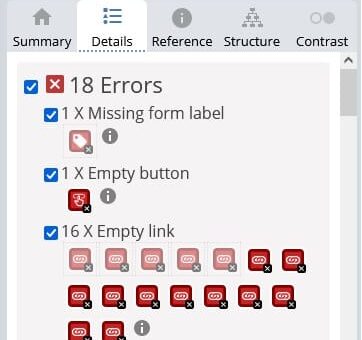 Summary Details Reference Structure Contrast
18 Errors
1 X Missing form label
1 X Empty button
16 X Empty link